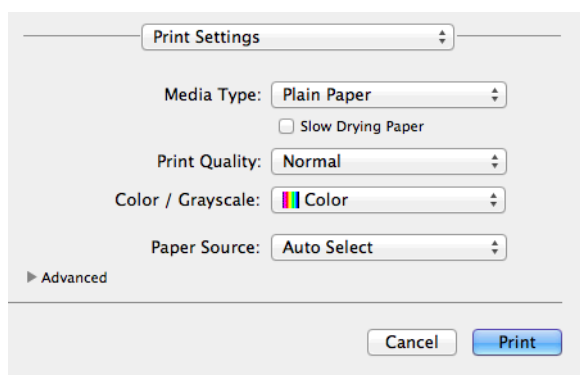 Print Settings
Media Type: Plain Paper
Slow Drying Paper
Print Quality: Normal
Color / Grayscale: Color
Paper Source: Auto Select
Advanced
Cancel Print